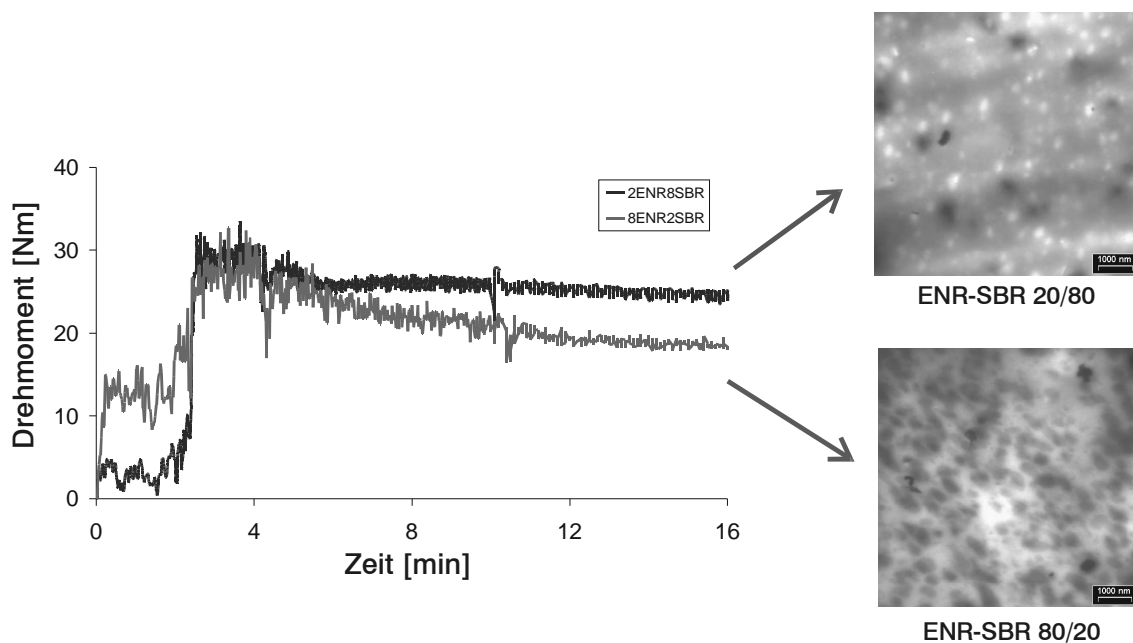 1000 nm
ENR-SBR 20/80
40
30
20
10
0
Drehmoment [Nm]
2ENR8SBR
8ENR2SBR
0
4
8
12
16
Zeit [min]
1000 nm
ENR-SBR 80/20